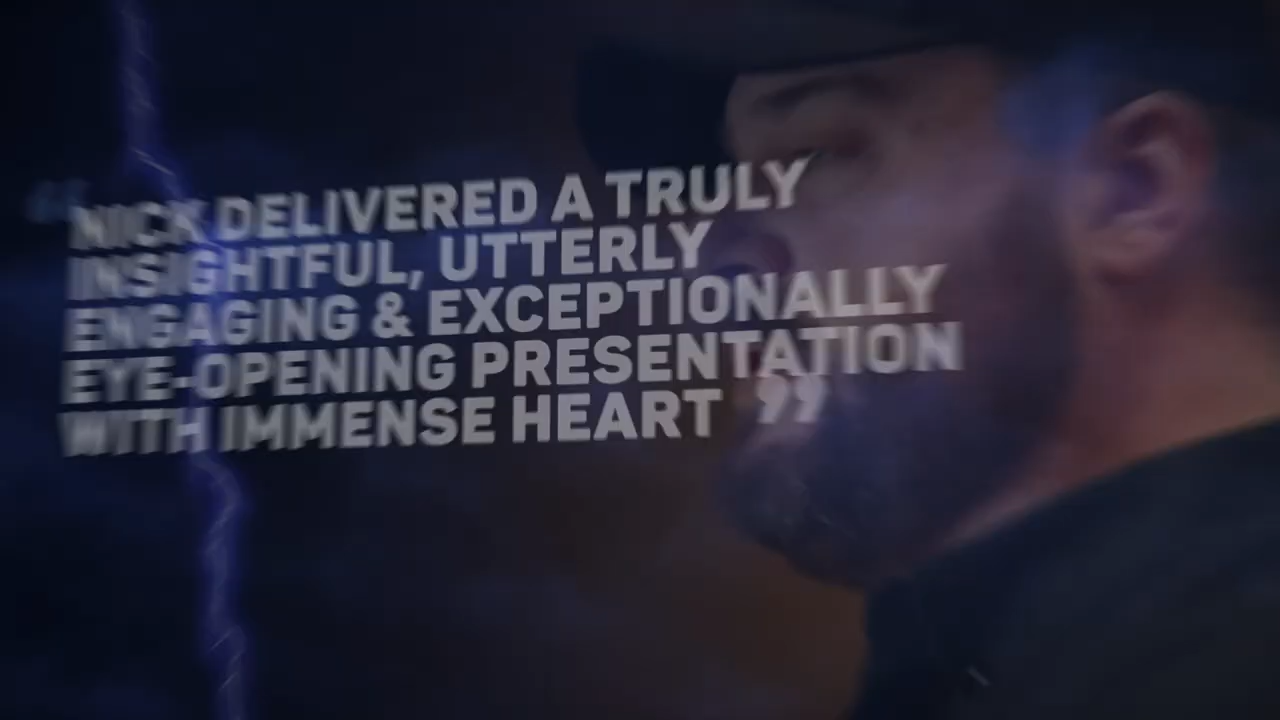 “NICK DELIVERED A TRULY
INSIGHTFUL, UTTERLY
ENGAGING & EXCEPTIONALLY
EYE-OPENING PRESENTATION
WITH IMMENSE HEART ”